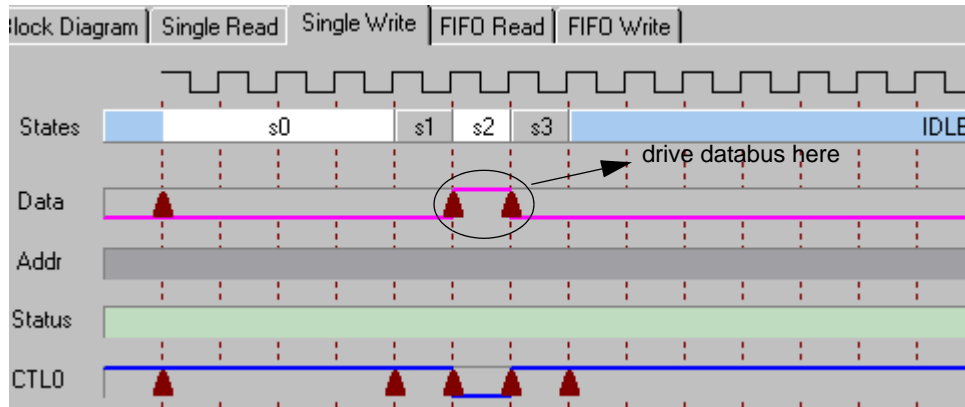 lock Diagram Single Read Single Write FIFO Read FIFO Write
States s0 s1 s2 s3 IDLE
drive databus here
Data
Addr
Status
CTL0